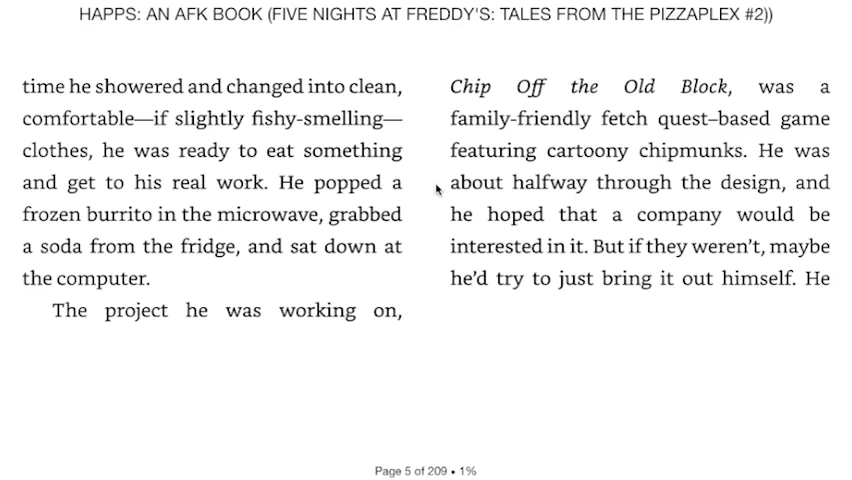 HAPPS: AN AFK BOOK (FIVE NIGHTS AT FREDDY'S: TALES FROM THE PIZZAPLEX #2))
time he showered and changed into clean,
comfortable—if slightly fishy-smelling—
clothes, he was ready to eat something
and get to his real work. He popped a
frozen burrito in the microwave, grabbed
a soda from the fridge, and sat down at
the computer.
The project he was working on,
Chip Off the Old Block, was a
family-friendly fetch quest–based game
featuring cartoony chipmunks. He was
about halfway through the design, and
he hoped that a company would be
interested in it. But if they weren’t, maybe
he’d try to just bring it out himself. He
Page 5 of 209 • 1%